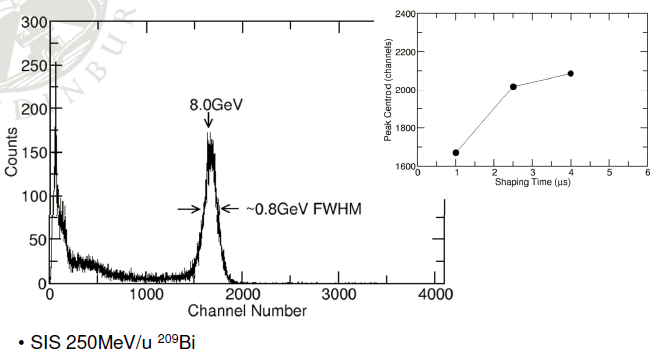 300
250
200
150
100
50
0
Counts
8.0GeV
~0.8GeV FWHM
0 1000 2000 3000 4000
Channel Number
2400
2200
2000
1800
1600
Peak Centroid (channels)
0 1 2 3 4 5 6
Shaping Time (μs)
INBUR
• SIS 250MeV/u ²⁰⁹Bi